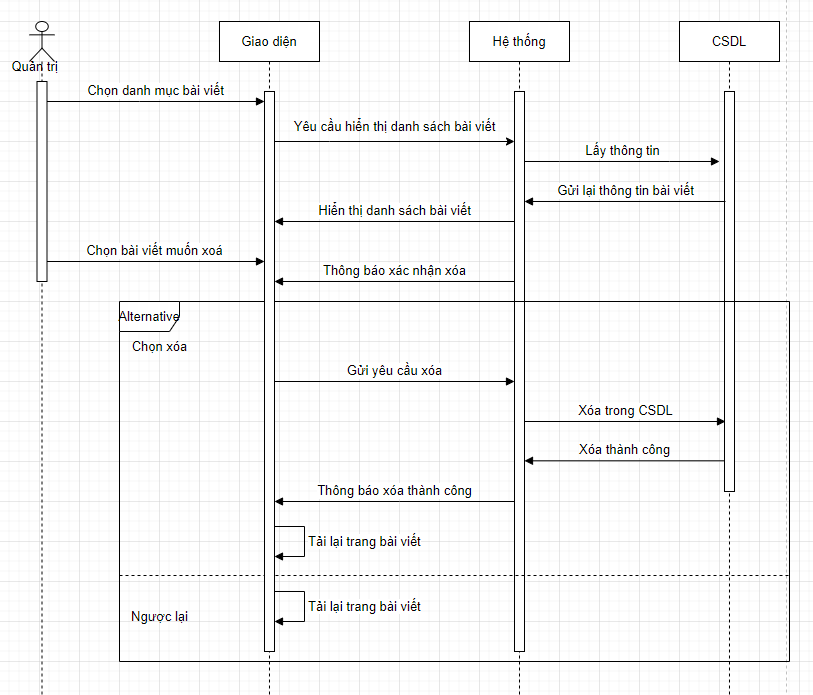 Quản trị
Giao diện
Hệ thống
CSDL
Chọn danh mục bài viết
Yêu cầu hiển thị danh sách bài viết
Lấy thông tin
Gửi lại thông tin bài viết
Hiển thị danh sách bài viết
Chọn bài viết muốn xoá
Thông báo xác nhận xóa
Alternative
Chọn xóa
Gửi yêu cầu xóa
Xóa trong CSDL
Xóa thành công
Thông báo xóa thành công
Tải lại trang bài viết
Tải lại trang bài viết
Ngược lại